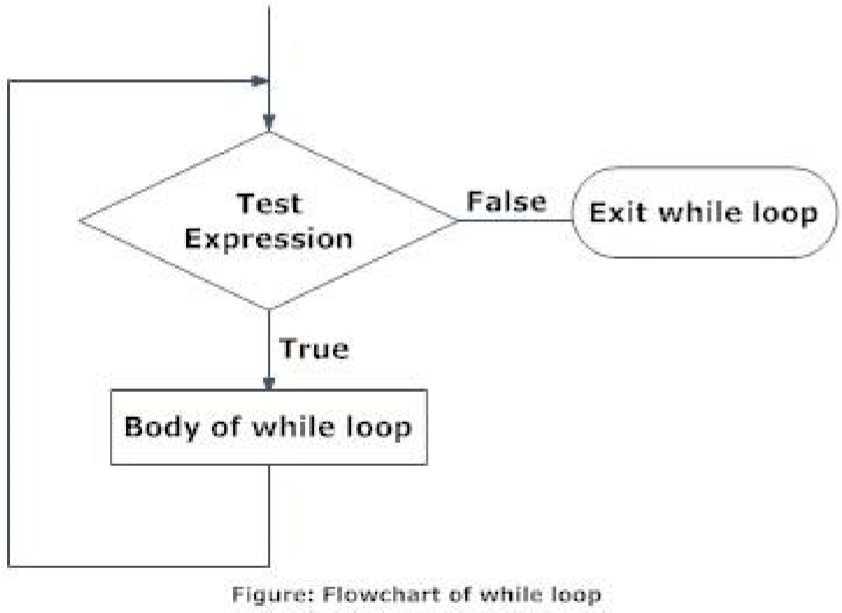 Test
Expression
False
Exit while loop
True
Body of while loop
Figure: Flowchart of while loop